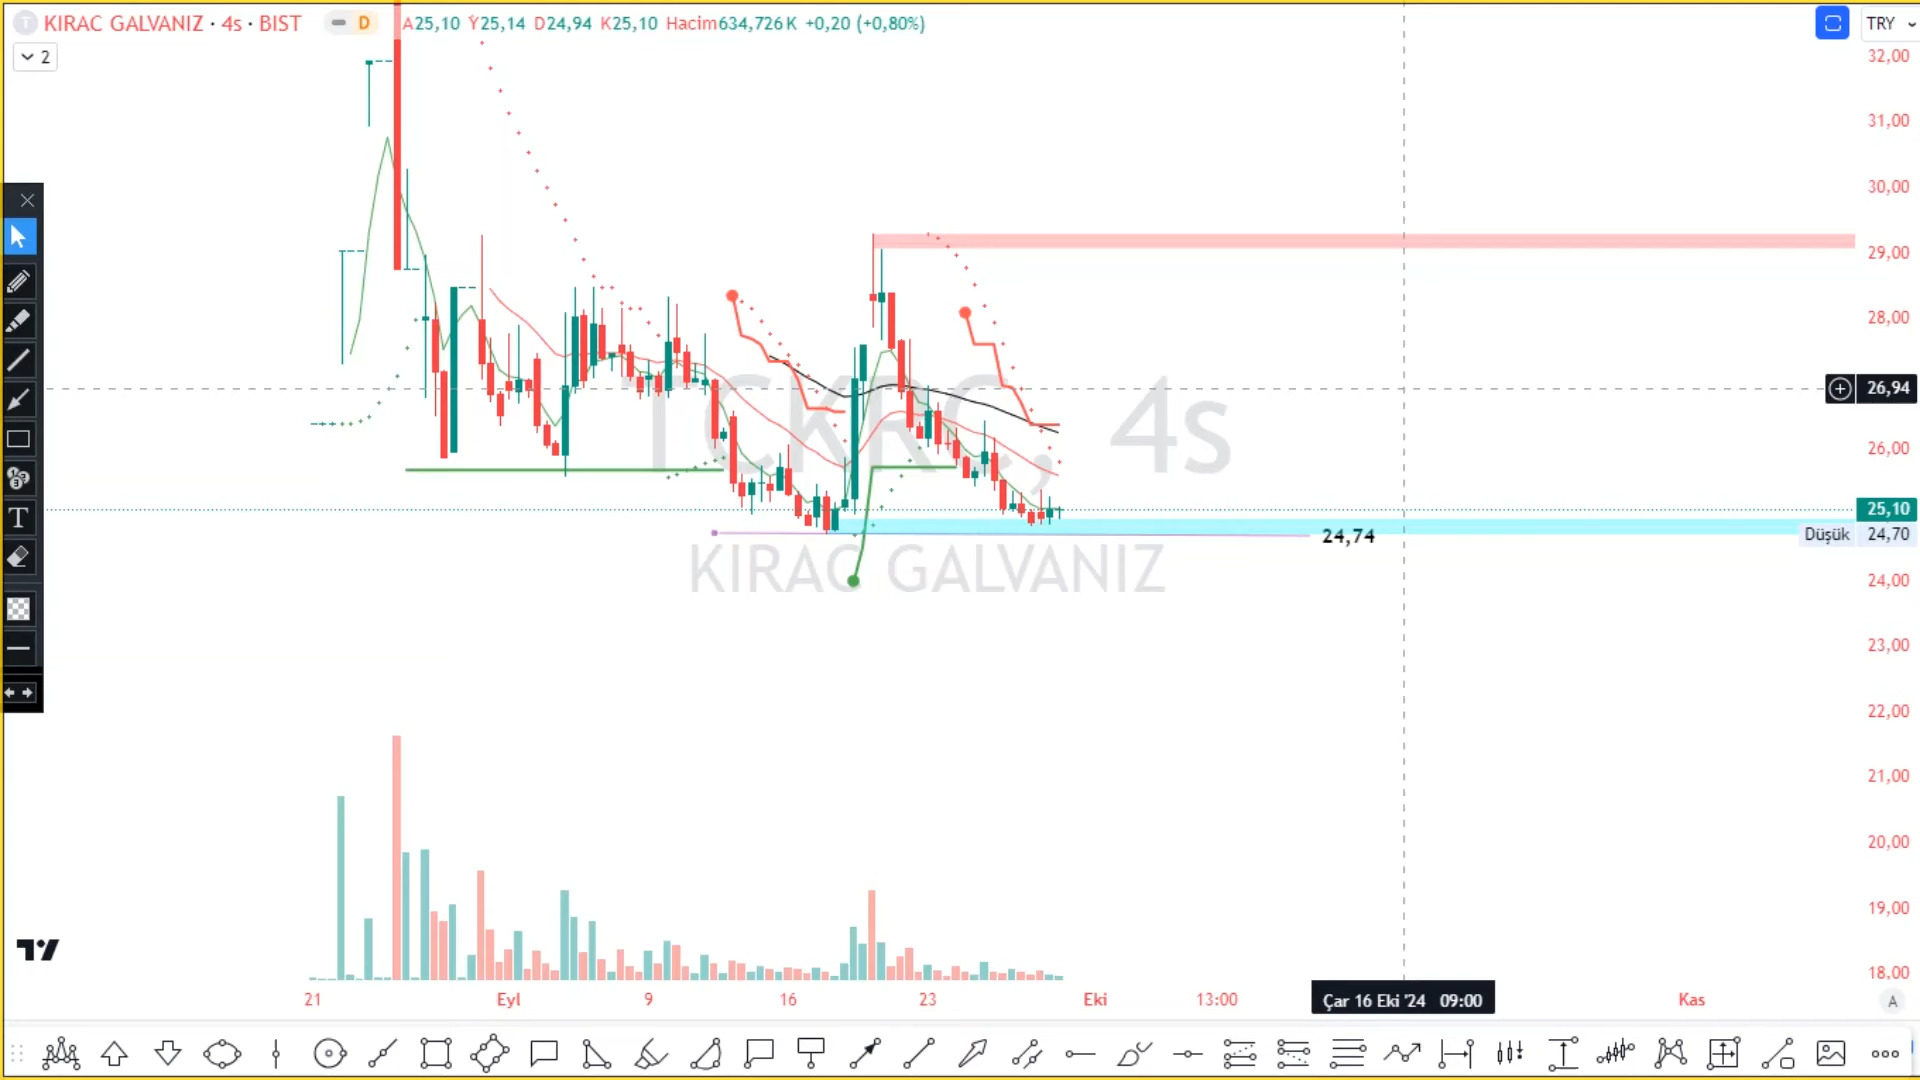 KIRAC GALVANIZ · 4s · BIST
D
A25,10 Y25,14 D24,94 K25,10 Hacim634,726K +0,20 (+0,80%)
TRY
2
32,00
31,00
30,00
29,00
28,00
26,94
26,00
25,10
Düşük 24,70
24,00
23,00
22,00
21,00
20,00
19,00
18,00
TCKRC, 4s
KIRAC GALVANIZ
24,74
T
21 Eyl 9 16 23 Eki 13:00 Çar 16 Eki '24 09:00 Kas
A